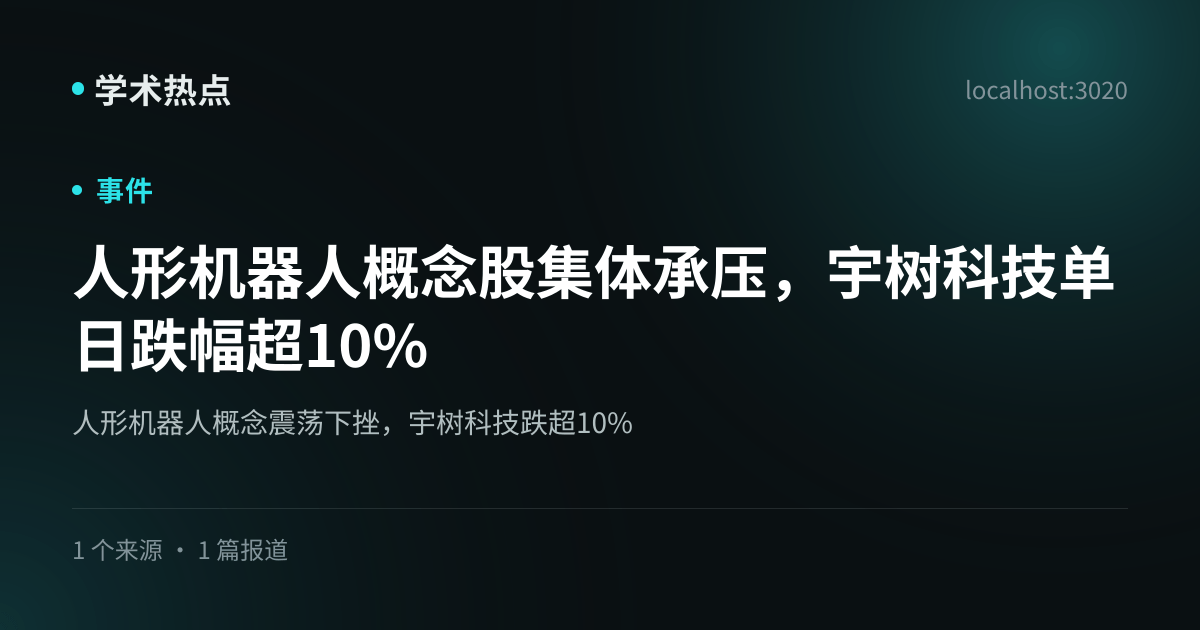 学术热点
localhost:3020
事件
人形机器人概念股集体承压，宇树科技单
日跌幅超10%
人形机器人概念震荡下挫，宇树科技跌超10%
1 个来源 · 1 篇报道